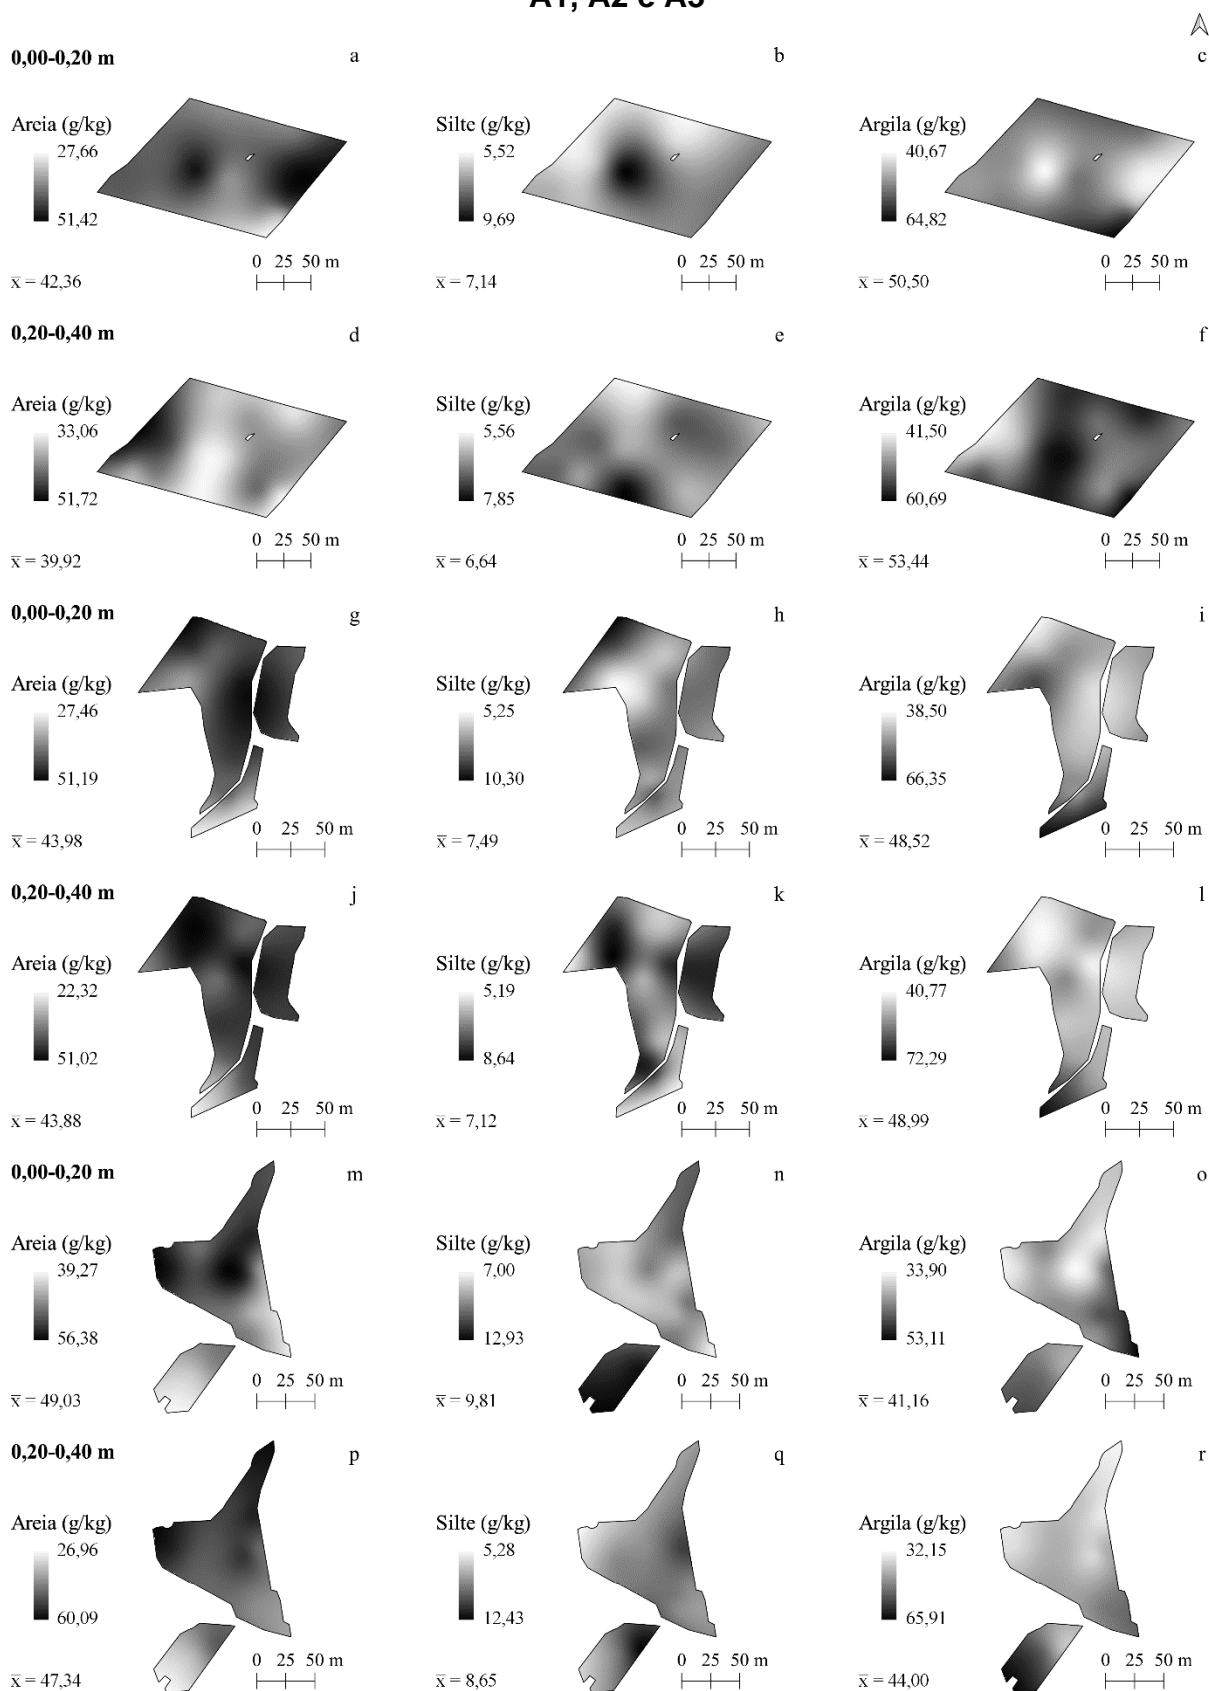 A1, A2 e A3
0,00-0,20 m a b c
Areia (g/kg) Silte (g/kg) Argila (g/kg)
27,66 5,52 40,67
51,42 9,69 64,82
0 25 50 m 0 25 50 m 0 25 50 m
x̅ = 42,36 x̅ = 7,14 x̅ = 50,50
0,20-0,40 m d e f
Areia (g/kg) Silte (g/kg) Argila (g/kg)
33,06 5,56 41,50
51,72 7,85 60,69
0 25 50 m 0 25 50 m 0 25 50 m
x̅ = 39,92 x̅ = 6,64 x̅ = 53,44
0,00-0,20 m g h i
Areia (g/kg) Silte (g/kg) Argila (g/kg)
27,46 5,25 38,50
51,19 10,30 66,35
0 25 50 m 0 25 50 m 0 25 50 m
x̅ = 43,98 x̅ = 7,49 x̅ = 48,52
0,20-0,40 m j k l
Areia (g/kg) Silte (g/kg) Argila (g/kg)
22,32 5,19 40,77
51,02 8,64 72,29
0 25 50 m 0 25 50 m 0 25 50 m
x̅ = 43,88 x̅ = 7,12 x̅ = 48,99
0,00-0,20 m m n o
Areia (g/kg) Silte (g/kg) Argila (g/kg)
39,27 7,00 33,90
56,38 12,93 53,11
0 25 50 m 0 25 50 m 0 25 50 m
x̅ = 49,03 x̅ = 9,81 x̅ = 41,16
0,20-0,40 m p q r
Areia (g/kg) Silte (g/kg) Argila (g/kg)
26,96 5,28 32,15
60,09 12,43 65,91
0 25 50 m 0 25 50 m 0 25 50 m
x̅ = 47,34 x̅ = 8,65 x̅ = 44,00